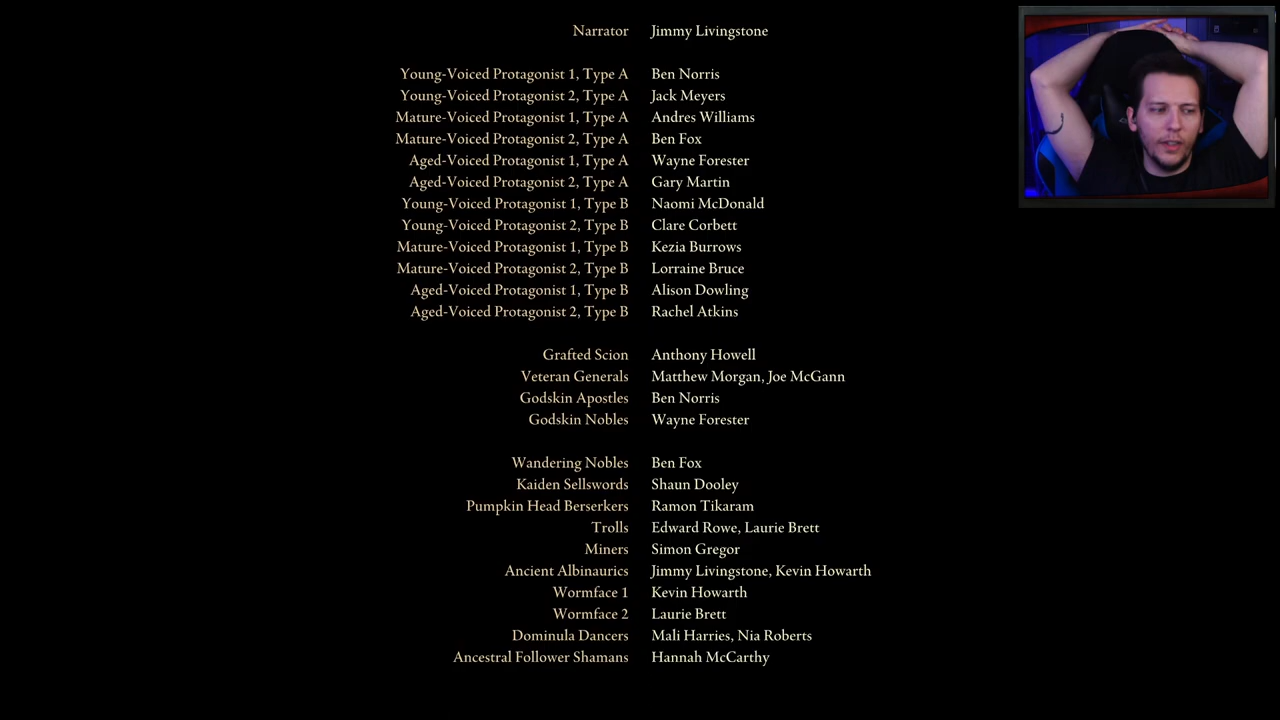 Narrator Jimmy Livingstone
Young-Voiced Protagonist 1, Type A Ben Norris
Young-Voiced Protagonist 2, Type A Jack Meyers
Mature-Voiced Protagonist 1, Type A Andres Williams
Mature-Voiced Protagonist 2, Type A Ben Fox
Aged-Voiced Protagonist 1, Type A Wayne Forester
Aged-Voiced Protagonist 2, Type A Gary Martin
Young-Voiced Protagonist 1, Type B Naomi McDonald
Young-Voiced Protagonist 2, Type B Clare Corbett
Mature-Voiced Protagonist 1, Type B Kezia Burrows
Mature-Voiced Protagonist 2, Type B Lorraine Bruce
Aged-Voiced Protagonist 1, Type B Alison Dowling
Aged-Voiced Protagonist 2, Type B Rachel Atkins
Grafted Scion Anthony Howell
Veteran Generals Matthew Morgan, Joe McGann
Godskin Apostles Ben Norris
Godskin Nobles Wayne Forester
Wandering Nobles Ben Fox
Kaiden Sellswords Shaun Dooley
Pumpkin Head Berserkers Ramon Tikaram
Trolls Edward Rowe, Laurie Brett
Miners Simon Gregor
Ancient Albinaurics Jimmy Livingstone, Kevin Howarth
Wormface 1 Kevin Howarth
Wormface 2 Laurie Brett
Dominula Dancers Mali Harries, Nia Roberts
Ancestral Follower Shamans Hannah McCarthy